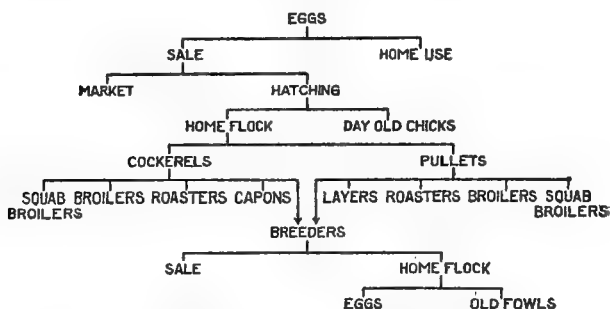 EGGS
SALE HOME USE
MARKET HATCHING
HOME FLOCK DAY OLD CHICKS
COCKERELS PULLETS
SQUAB BROILERS BROILERS ROASTERS CAPONS LAYERS ROASTERS BROILERS SQUAB BROILERS
BREEDERS
SALE HOME FLOCK
EGGS OLD FOWLS